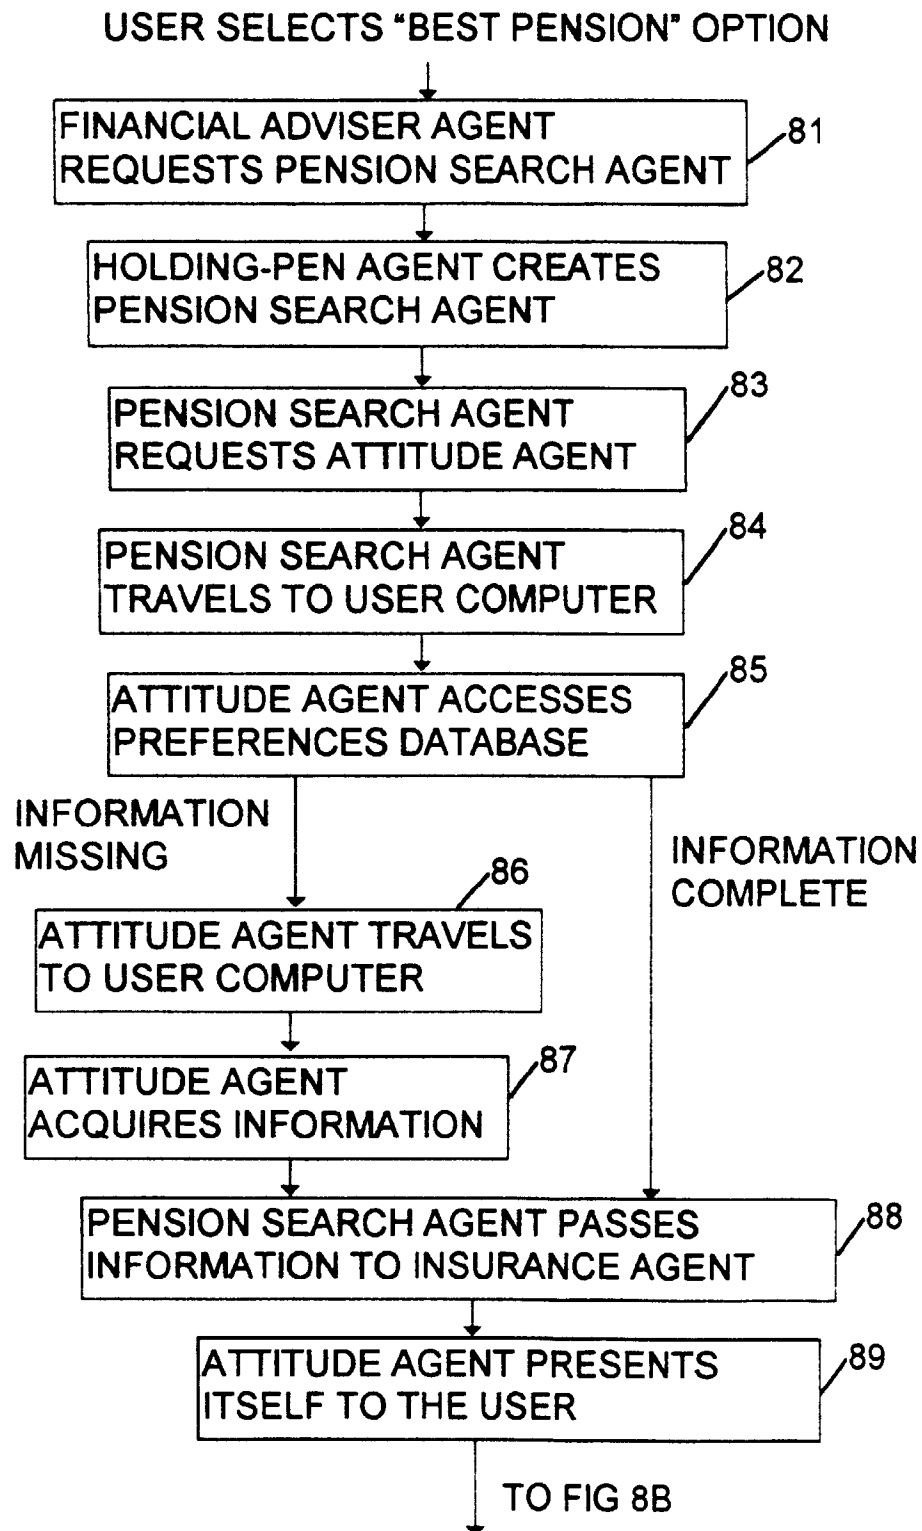 USER SELECTS “BEST PENSION” OPTION
FINANCIAL ADVISER AGENT
REQUESTS PENSION SEARCH AGENT
81
HOLDING-PEN AGENT CREATES
PENSION SEARCH AGENT
82
PENSION SEARCH AGENT
REQUESTS ATTITUDE AGENT
83
PENSION SEARCH AGENT
TRAVELS TO USER COMPUTER
84
ATTITUDE AGENT ACCESSES
PREFERENCES DATABASE
85
INFORMATION
MISSING
INFORMATION
COMPLETE
86
ATTITUDE AGENT TRAVELS
TO USER COMPUTER
87
ATTITUDE AGENT
ACQUIRES INFORMATION
PENSION SEARCH AGENT PASSES
INFORMATION TO INSURANCE AGENT
88
ATTITUDE AGENT PRESENTS
ITSELF TO THE USER
89
TO FIG 8B